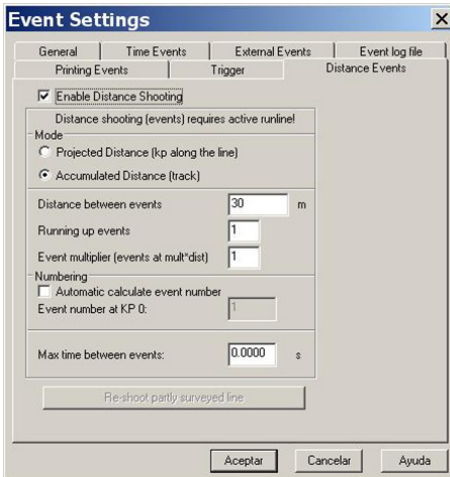 Event Settings
General Time Events External Events Event log file
Printing Events Trigger Distance Events
Enable Distance Shooting
Distance shooting (events) requires active runline!
Mode
Projected Distance (kp along the line)
Accumulated Distance (track)
Distance between events 30 m
Running up events 1
Event multiplier (events at mult*dist) 1
Numbering
Automatic calculate event number
Event number at KP 0: 1
Max time between events: 0.0000 s
Re-shoot partly surveyed line
Aceptar Cancelar Ayuda